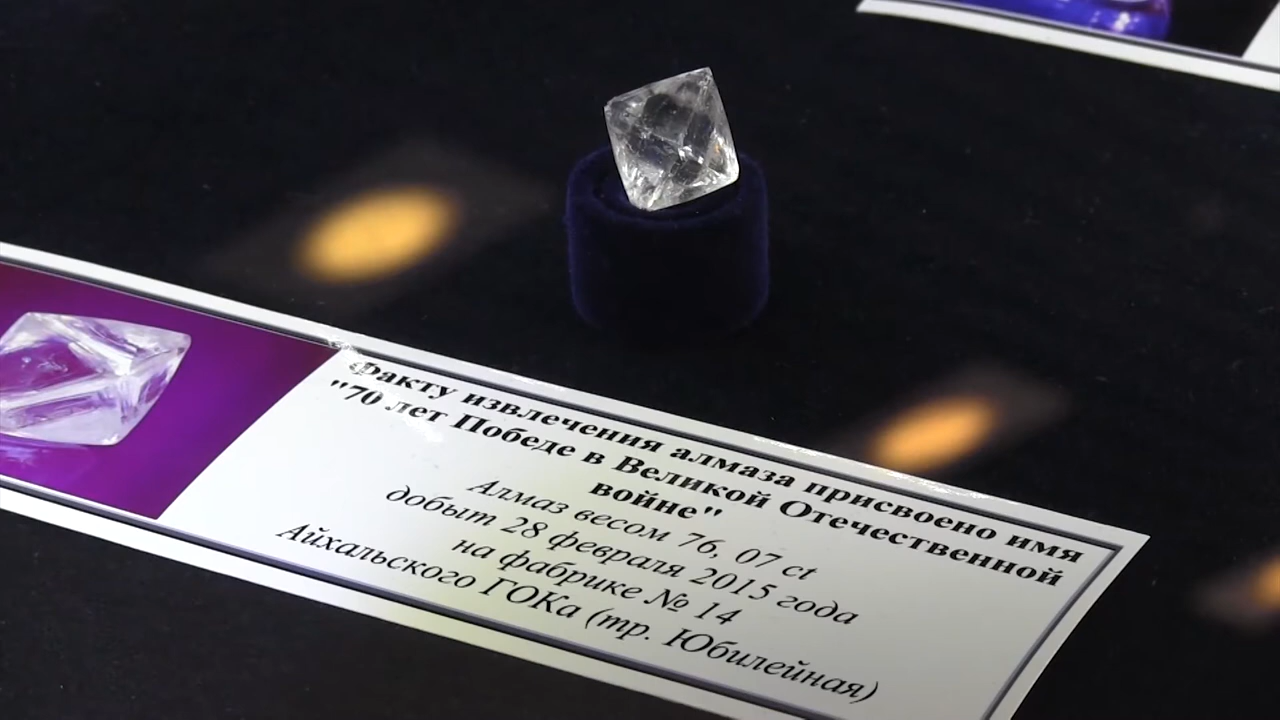 Факту извлечения алмаза присвоено имя
"70 лет Победе в Великой Отечественной
войне"
Алмаз весом 76, 07 ct
добыт 28 февраля 2015 года
на фабрике № 14
Айхальского ГОКа (тр. Юбилейная)